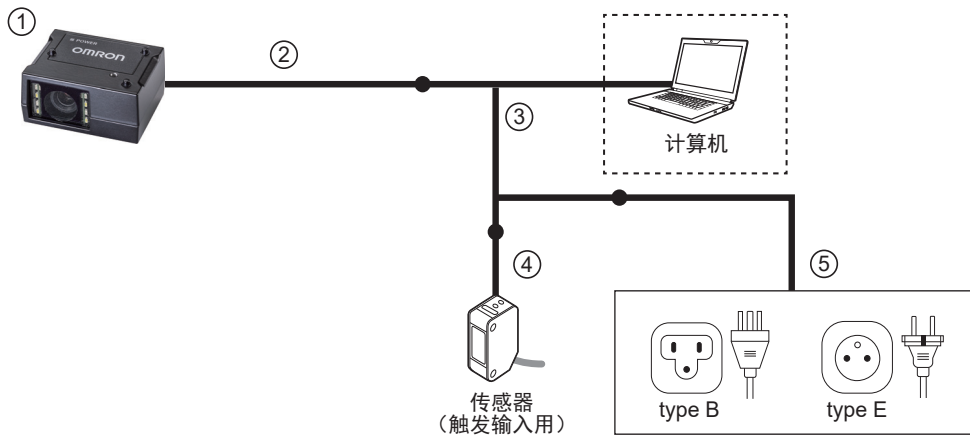 ①
POWER
OMRON
②
③
计算机
④
⑤
传感器
（触发输入用）
type B
type E